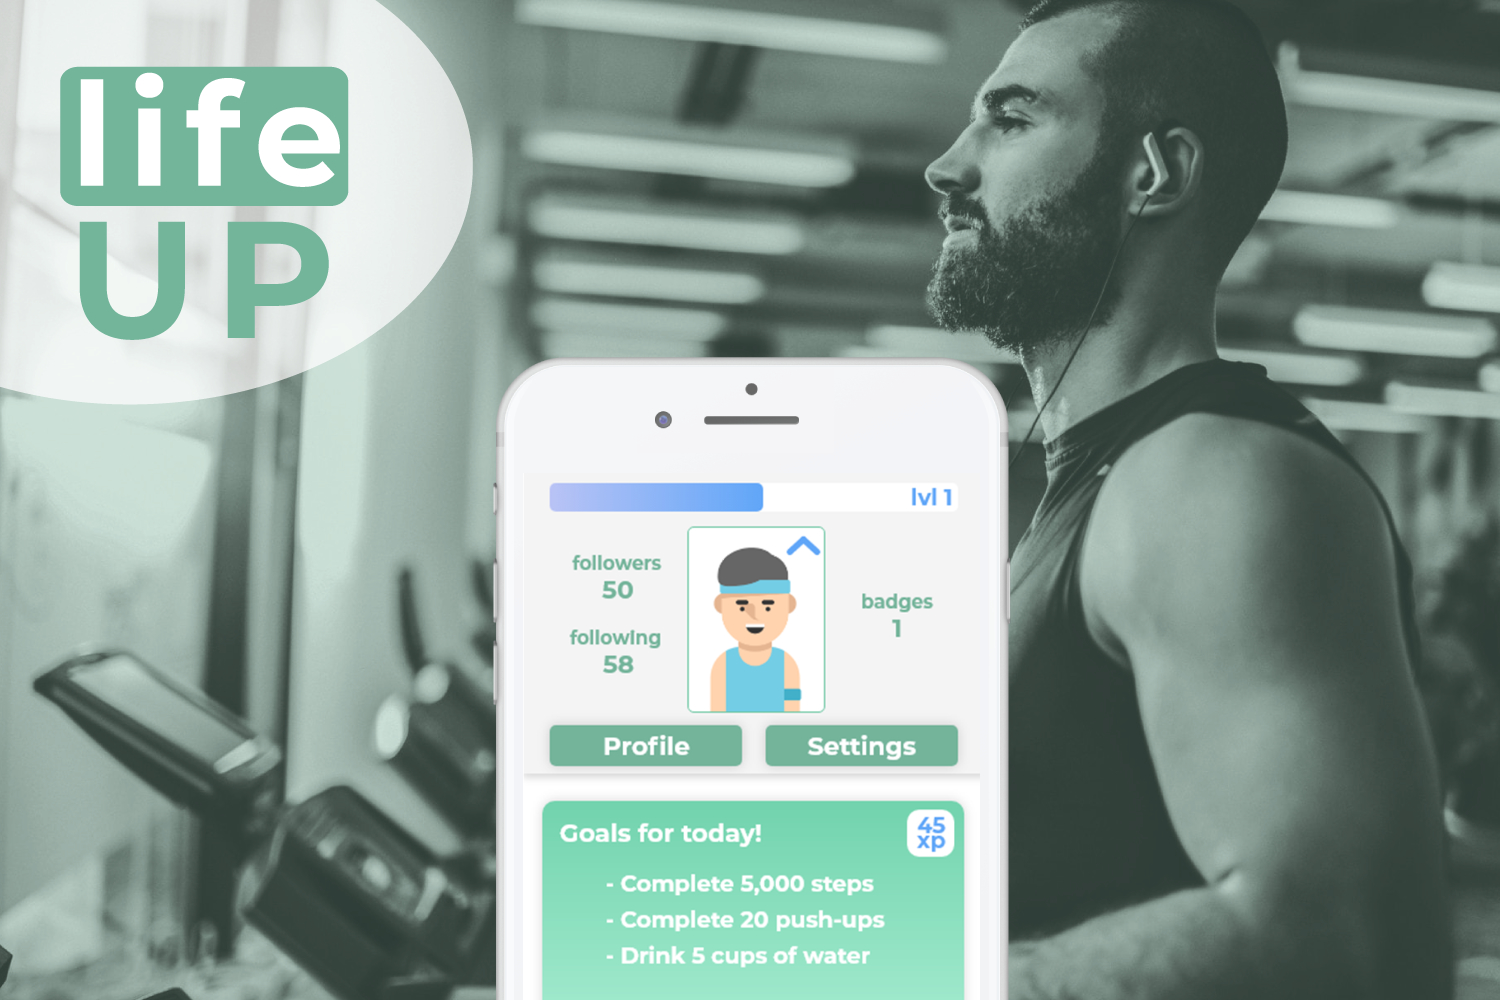 life
UP
lvl 1
followers
50
following
58
badges
1
Profile
Settings
Goals for today!
45
xp
- Complete 5,000 steps
- Complete 20 push-ups
- Drink 5 cups of water